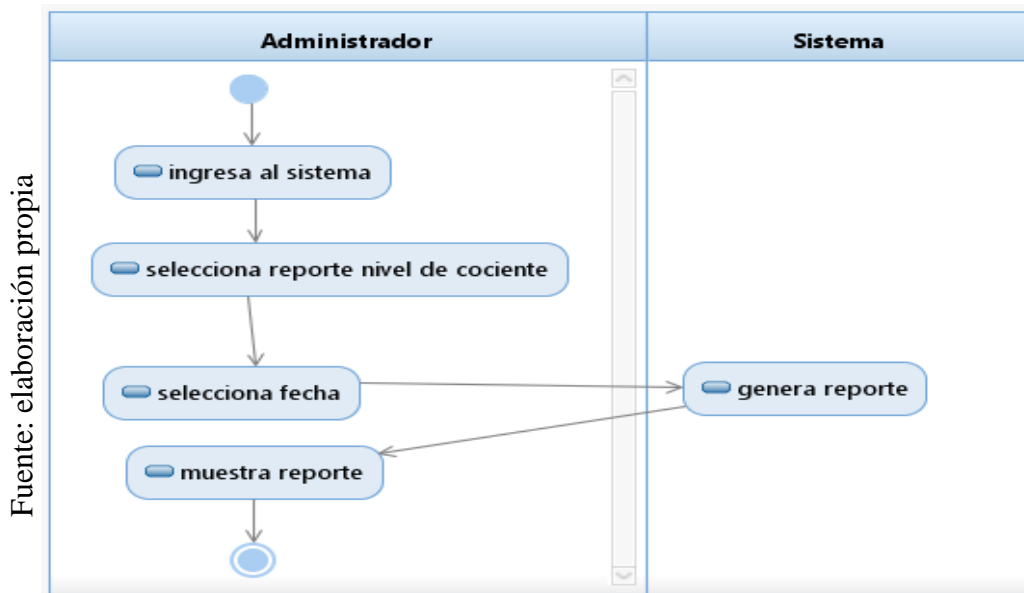 Administrador
Sistema
ingresa al sistema
selecciona reporte nivel de cociente
selecciona fecha
genera reporte
muestra reporte
Fuente: elaboración propia